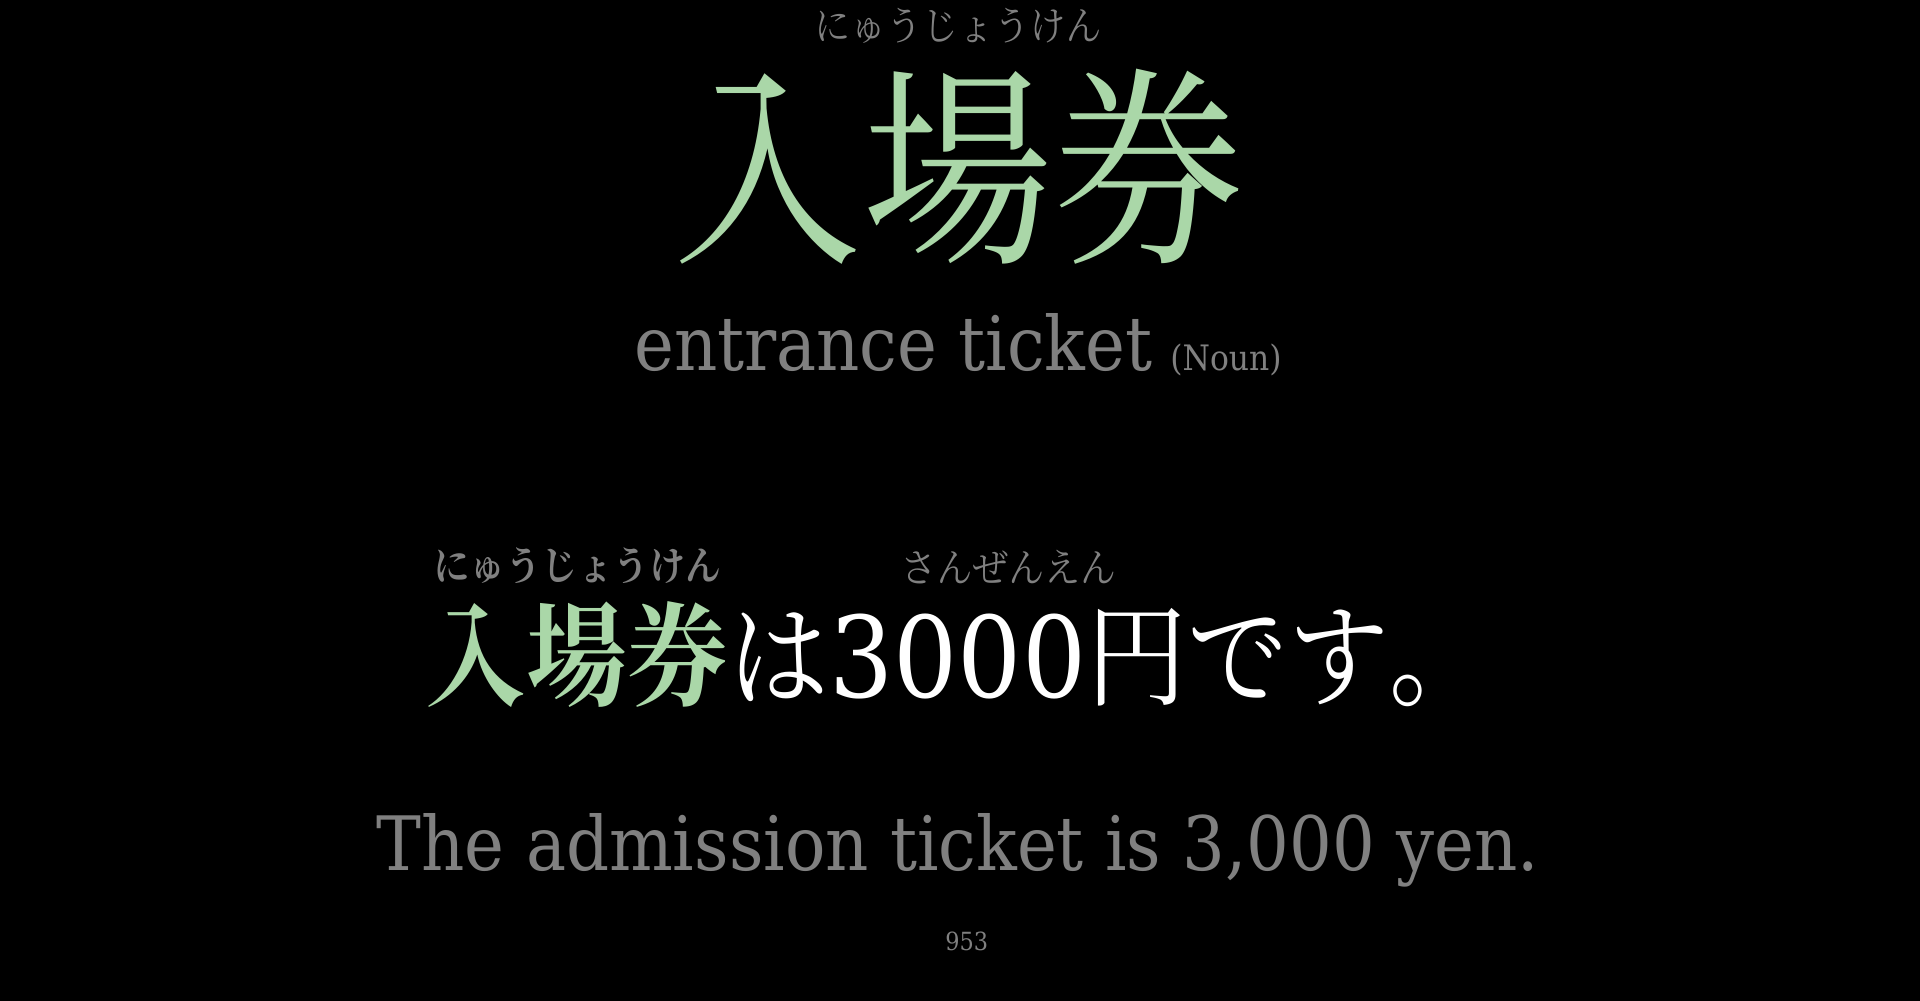 にゅうじょうけん
入場券
entrance ticket (Noun)
にゅうじょうけん さんぜんえん
入場券は3000円です。
The admission ticket is 3,000 yen.
953